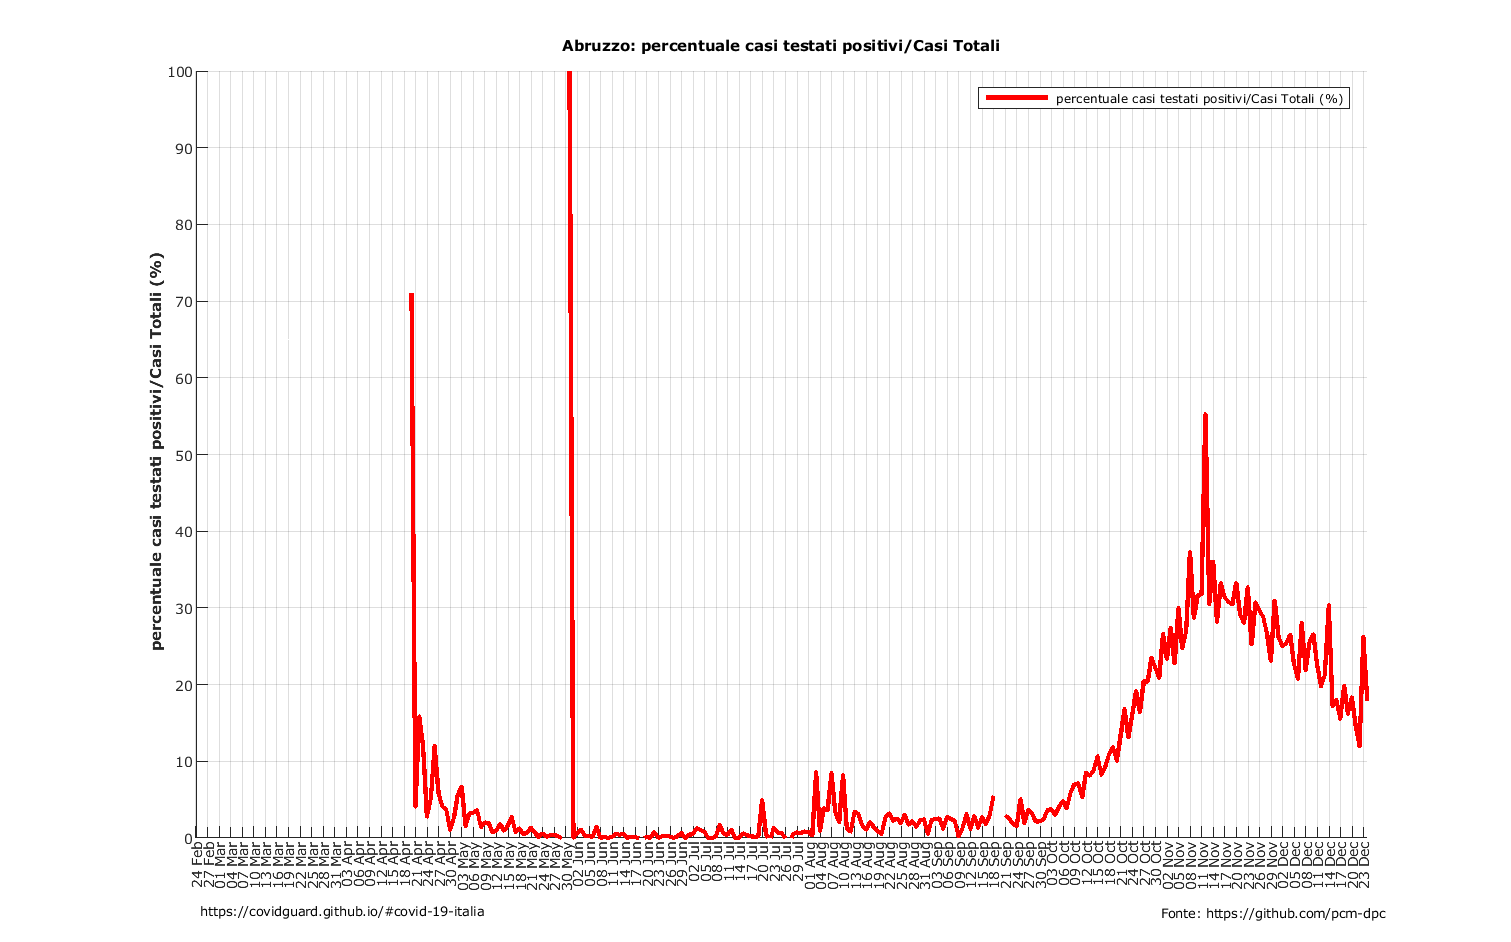 Abruzzo: percentuale casi testati positivi/Casi Totali
percentuale casi testati positivi/Casi Totali (%)
percentuale casi testati positivi/Casi Totali (%)
100
90
80
70
60
50
40
30
20
10
0
24 Feb
27 Feb
01 Mar
04 Mar
07 Mar
10 Mar
13 Mar
16 Mar
19 Mar
22 Mar
25 Mar
28 Mar
31 Mar
03 Apr
06 Apr
09 Apr
12 Apr
15 Apr
18 Apr
21 Apr
24 Apr
27 Apr
30 Apr
03 May
06 May
09 May
12 May
15 May
18 May
21 May
24 May
27 May
30 May
02 Jun
05 Jun
08 Jun
11 Jun
14 Jun
17 Jun
20 Jun
23 Jun
26 Jun
29 Jun
02 Jul
05 Jul
08 Jul
11 Jul
14 Jul
17 Jul
20 Jul
23 Jul
26 Jul
29 Jul
01 Aug
04 Aug
07 Aug
10 Aug
13 Aug
16 Aug
19 Aug
22 Aug
25 Aug
28 Aug
31 Aug
03 Sep
06 Sep
09 Sep
12 Sep
15 Sep
18 Sep
21 Sep
24 Sep
27 Sep
30 Sep
03 Oct
06 Oct
09 Oct
12 Oct
15 Oct
18 Oct
21 Oct
24 Oct
27 Oct
30 Oct
02 Nov
05 Nov
08 Nov
11 Nov
14 Nov
17 Nov
20 Nov
23 Nov
26 Nov
29 Nov
02 Dec
05 Dec
08 Dec
11 Dec
14 Dec
17 Dec
20 Dec
23 Dec
https://covidguard.github.io/#covid-19-italia
Fonte: https://github.com/pcm-dpc